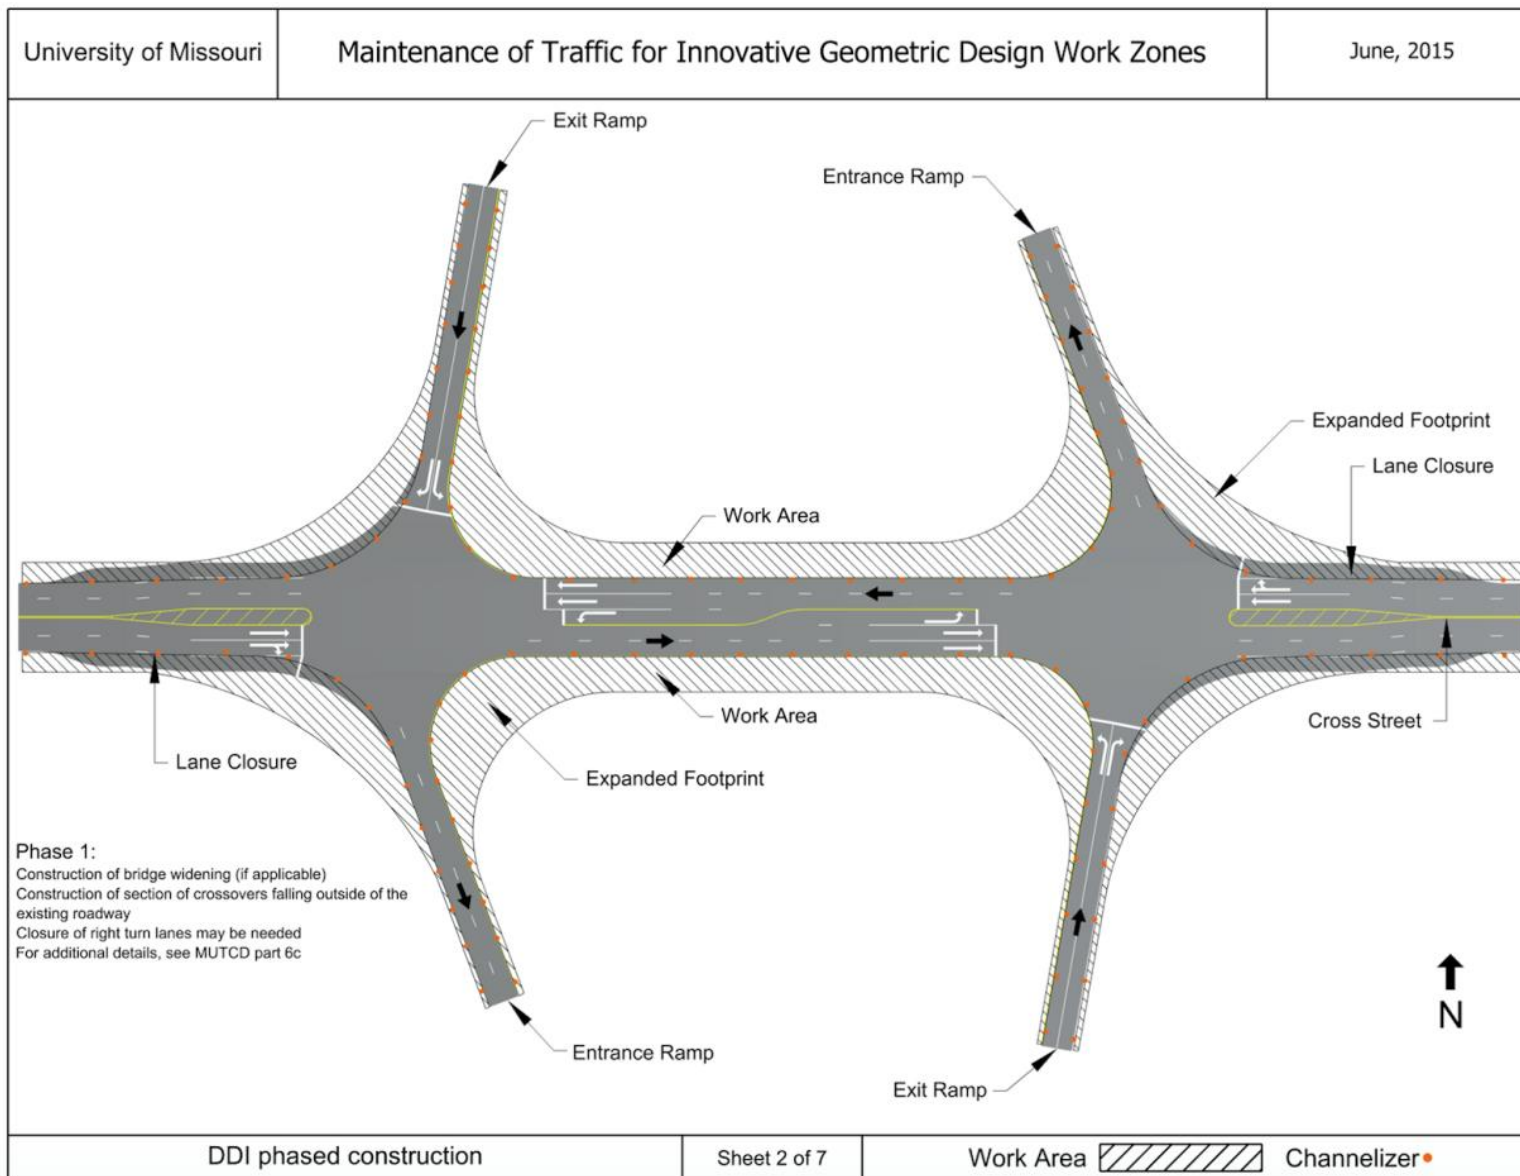 University of Missouri
Maintenance of Traffic for Innovative Geometric Design Work Zones
June, 2015
Exit Ramp
Entrance Ramp
Expanded Footprint
Lane Closure
Work Area
Work Area
Cross Street
Lane Closure
Expanded Footprint
Phase 1:
Construction of bridge widening (if applicable)
Construction of section of crossovers falling outside of the
existing roadway
Closure of right turn lanes may be needed
For additional details, see MUTCD part 6c
N
Entrance Ramp
Exit Ramp
DDI phased construction
Sheet 2 of 7
Work Area
Channelizer